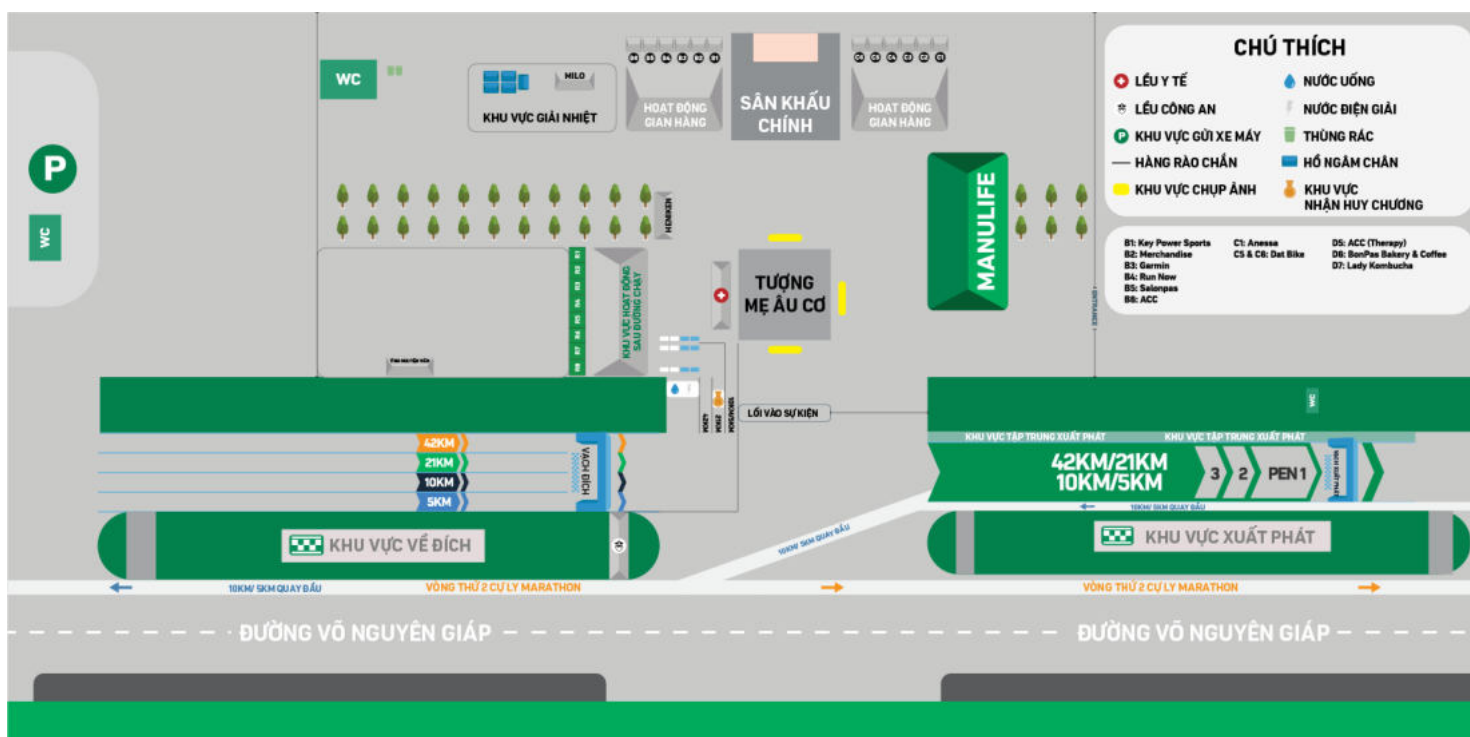 WC
MILO
KHU VỰC GIẢI NHIỆT
HOẠT ĐỘNG
GIAN HÀNG
SÂN KHẤU
CHÍNH
HOẠT ĐỘNG
GIAN HÀNG
CHÚ THÍCH
LỀU Y TẾ
LỀU CÔNG AN
P KHU VỰC GỬI XE MÁY
HÀNG RÀO CHẮN
KHU VỰC CHỤP ẢNH
NƯỚC UỐNG
NƯỚC ĐIỆN GIẢI
THÙNG RÁC
HỒ NGÂM CHÂN
KHU VỰC
NHẬN HUY CHƯƠNG
B1: Key Power Sports
B2: Merchandise
B3: Garmin
B4: Run Now
B5: Salonpas
B8: ACC
C1: Anessa
C5 & C6: Dat Bike
D5: ACC (Therapy)
D6: BonPas Bakery & Coffee
D7: Lady Kombucha
P
WC
HENIKEN
MANULIFE
TƯỢNG
MẸ ÂU CƠ
KHU VỰC HOẠT ĐỘNG
SAU ĐƯỜNG CHẠY
ENTRANCE
LỐI VÀO SỰ KIỆN
WC
42KM
21KM
10KM
5KM
VẠCH ĐÍCH
KHU VỰC TẬP TRUNG XUẤT PHÁT
KHU VỰC TẬP TRUNG XUẤT PHÁT
42KM/21KM
10KM/5KM
3
2
PEN 1
VẠCH XUẤT PHÁT
10KM/ 5KM QUAY ĐẦU
KHU VỰC VỀ ĐÍCH
10KM/ 5KM QUAY ĐẦU
KHU VỰC XUẤT PHÁT
10KM/ 5KM QUAY ĐẦU
VÒNG THỨ 2 CỰ LY MARATHON
VÒNG THỨ 2 CỰ LY MARATHON
ĐƯỜNG VÕ NGUYÊN GIÁP
ĐƯỜNG VÕ NGUYÊN GIÁP